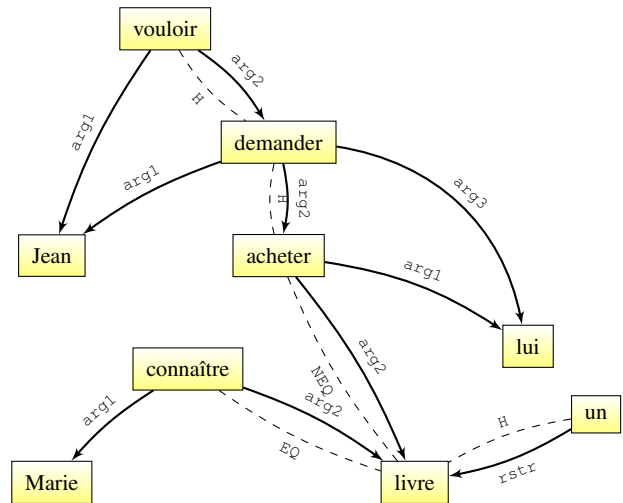 vouloir
arg2
H
arg1
demander
arg1
H
arg2
arg3
Jean
acheter
arg1
lui
arg2
connaître
NEQ
un
arg1
arg2
H
EQ
rstr
Marie
livre